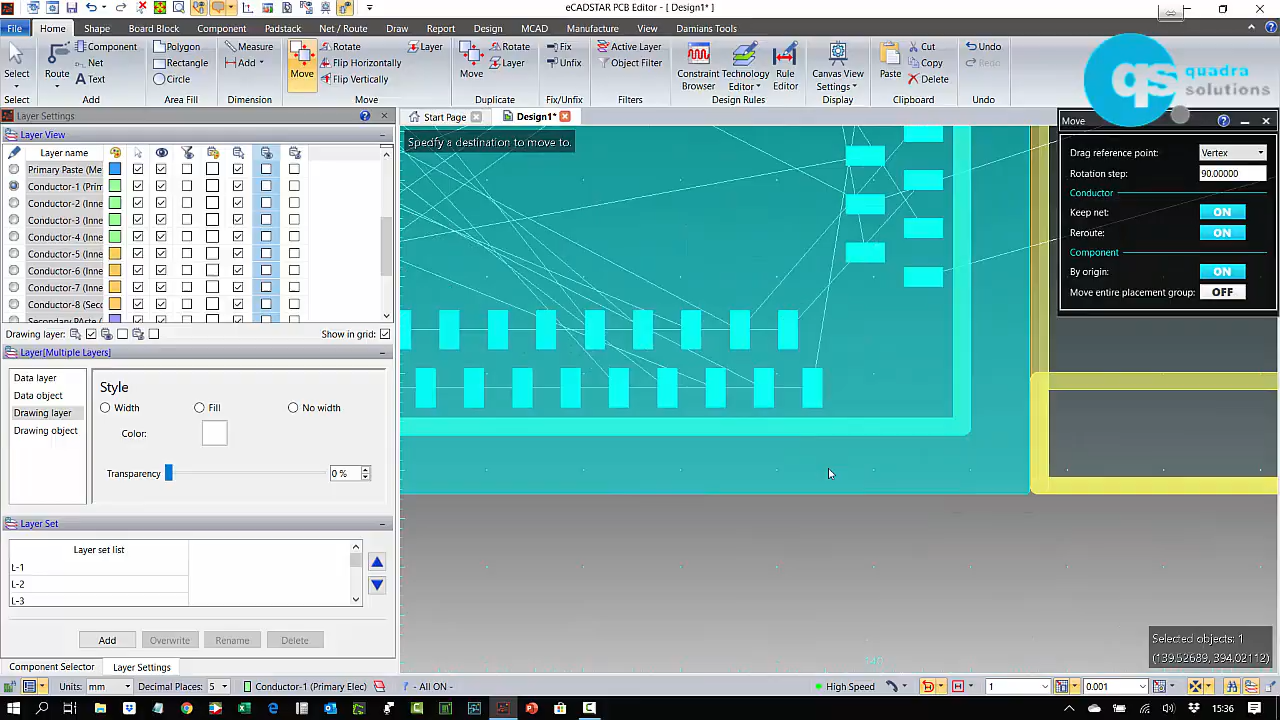 eCADSTAR PCB Editor - [ Design1* ]
File Home Shape Padstack Net / Route Board Block Component Draw Report Design MCAD Manufacture View Damians Tools
Select Route Component Net Text Polygon Rectangle Circle Measure Add Move Rotate Flip Horizontally Flip Vertically Layer Move Rotate Layer Fix Unfix Active Layer Object Filter Constraint Browser Technology Editor Rule Editor Canvas View Settings Paste Cut Copy Delete Undo Redo
Select Add Area Fill Dimension Move Duplicate Fix/Unfix Filters Design Rules Display Clipboard Undo
qs quadra solutions
Layer Settings
Start Page Design1*
Layer View
Specify a destination to move to.
Layer name
Primary Paste (Me
Conductor-1 (Prim
Conductor-2 (Inne
Conductor-3 (Inne
Conductor-4 (Inne
Conductor-5 (Inne
Conductor-6 (Inne
Conductor-7 (Inne
Conductor-8 (Seco
Secondary PAste (
Drawing layer: Show in grid:
Layer[Multiple Layers]
Data layer
Data object
Drawing layer
Drawing object
Style
Width Fill No width
Color:
Transparency 0 %
Layer Set
Layer set list
L-1
L-2
L-3
Add Overwrite Rename Delete
Component Selector Layer Settings
Move
Drag reference point: Vertex
Rotation step: 90.00000
Conductor
Keep net: ON
Reroute: ON
Component
By origin: ON
Move entire placement group: OFF
Selected objects: 1
(139.52689, 394.02112)
Units: mm Decimal Places: 5 Conductor-1 (Primary Elec) - All ON - High Speed 1 0.001
15:36